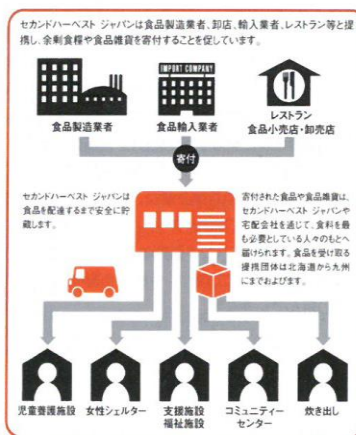 セカンドハーベスト ジャパンは食品製造業者、卸店、輸入業者、レストラン等と提
携し、余剰食糧や食品雑貨を寄付することを促しています。
IMPORT COMPANY
食品製造業者
食品輸入業者
レストラン
食品小売店・卸売店
寄付
セカンドハーベスト ジャパンは
食品を配達するまで安全に貯
蔵します。
寄付された食品や食品雑貨は、
セカンドハーベスト ジャパンや
宅配会社を通じて、食料を最
も必要としている人々のもとへ
届けられます。食品を受け取る
提携団体は北海道から九州
にまでおよびます。
児童養護施設
女性シェルター
支援施設
福祉施設
コミュニティー
センター
炊き出し